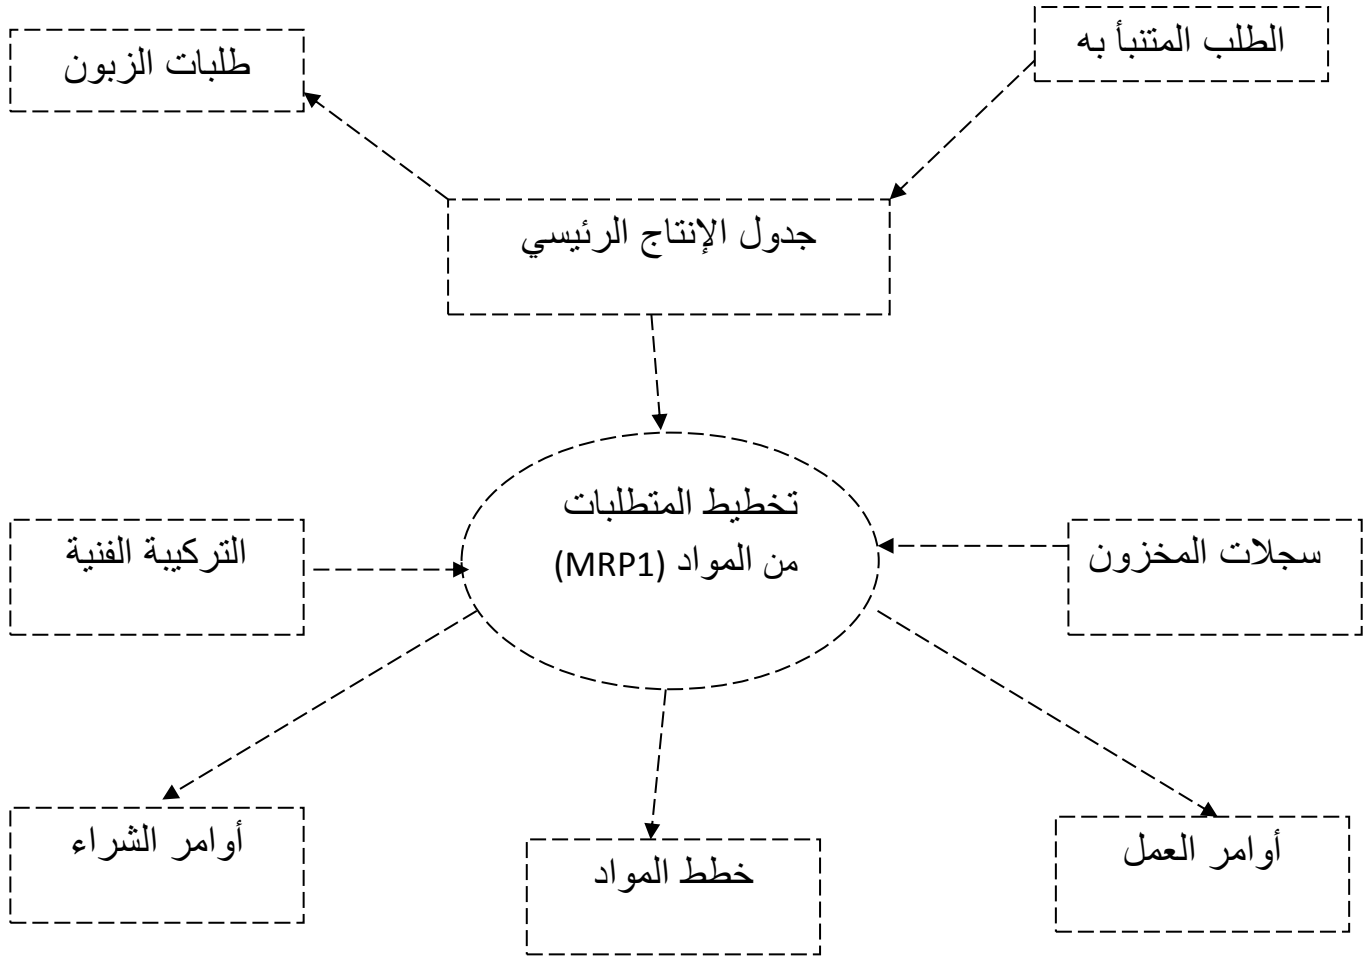 الطلب المتنبأ به
طلبات الزبون
جدول الإنتاج الرئيسي
تخطيط المتطلبات
من المواد (MRP1)
سجلات المخزون
التركيبة الفنية
أوامر العمل
خطط المواد
أوامر الشراء